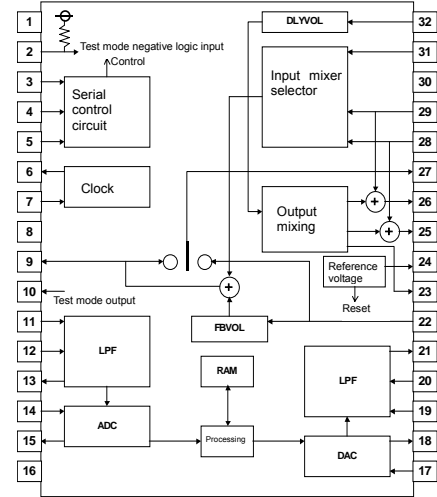 1
2
3
4
5
6
7
8
9
10
11
12
13
14
15
16
Test mode negative logic input
Control
Serial
control
circuit
Clock
Test mode output
LPF
ADC
RAM
Processing
FBVOL
DLYVOL
Input mixer
selector
+
+
+
Output
mixing
Reference
voltage
Reset
LPF
DAC
32
31
30
29
28
27
26
25
24
23
22
21
20
19
18
17